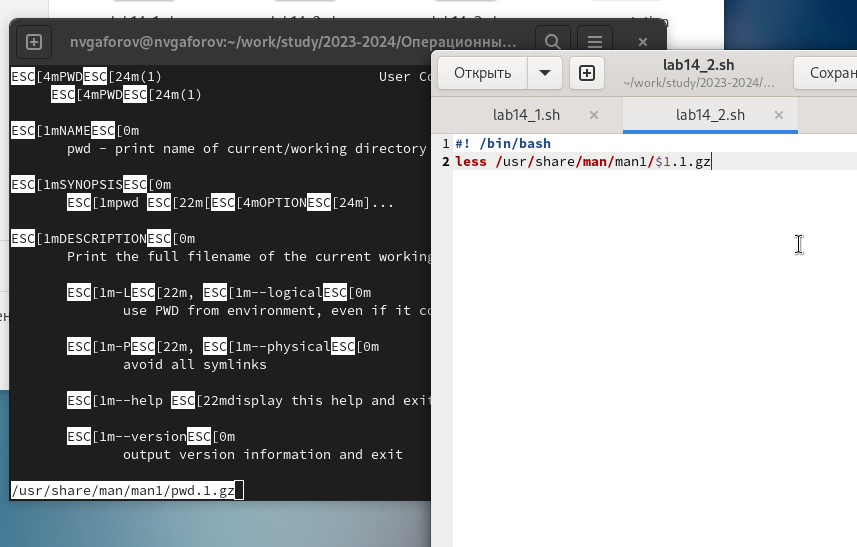 nvgaforov@nvgaforov:~/work/study/2023-2024/Операционны...
ESC[4mPWDESC[24m(1) User Co
ESC[4mPWDESC[24m(1)
ESC[1mNAMEESC[0m
pwd - print name of current/working directory
ESC[1mSYNOPSISESC[0m
ESC[1mpwd ESC[22m[ESC[4mOPTIONESC[24m]...
ESC[1mDESCRIPTIONESC[0m
Print the full filename of the current working
ESC[1m-LESC[22m, ESC[1m--logicalESC[0m
use PWD from environment, even if it co
ESC[1m-PESC[22m, ESC[1m--physicalESC[0m
avoid all symlinks
ESC[1m--help ESC[22mdisplay this help and exit
ESC[1m--versionESC[0m
output version information and exit
/usr/share/man/man1/pwd.1.gz
Открыть
lab14_2.sh
~/work/study/2023-2024/...
Сохран
lab14_1.sh
lab14_2.sh
1 #! /bin/bash
2 less /usr/share/man/man1/$1.1.gz